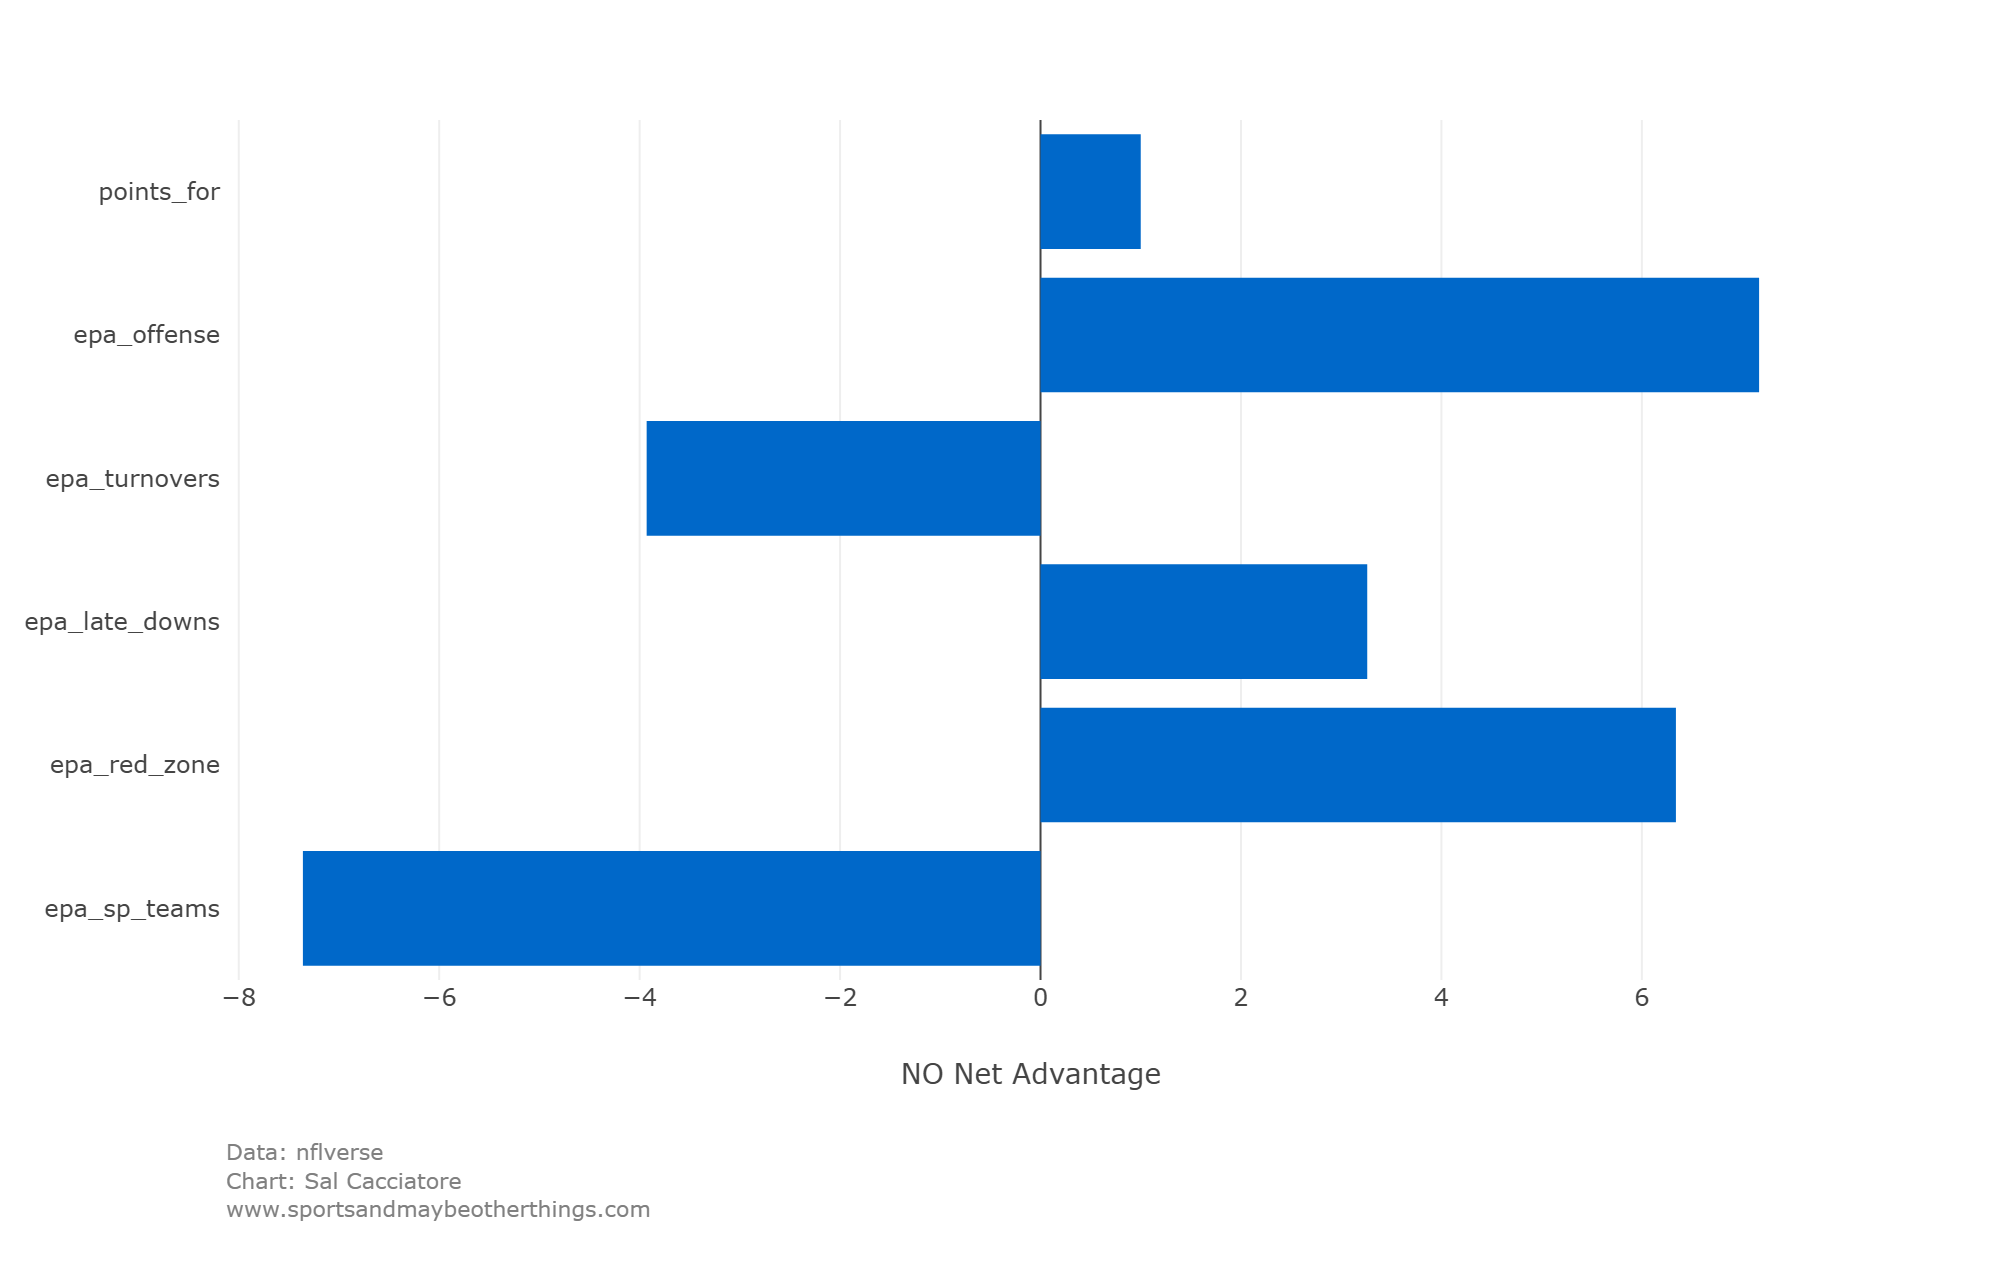 points_for
epa_offense
epa_turnovers
epa_late_downs
epa_red_zone
epa_sp_teams
−8 −6 −4 −2 0 2 4 6
NO Net Advantage
Data: nflverse
Chart: Sal Cacciatore
www.sportsandmaybeotherthings.com